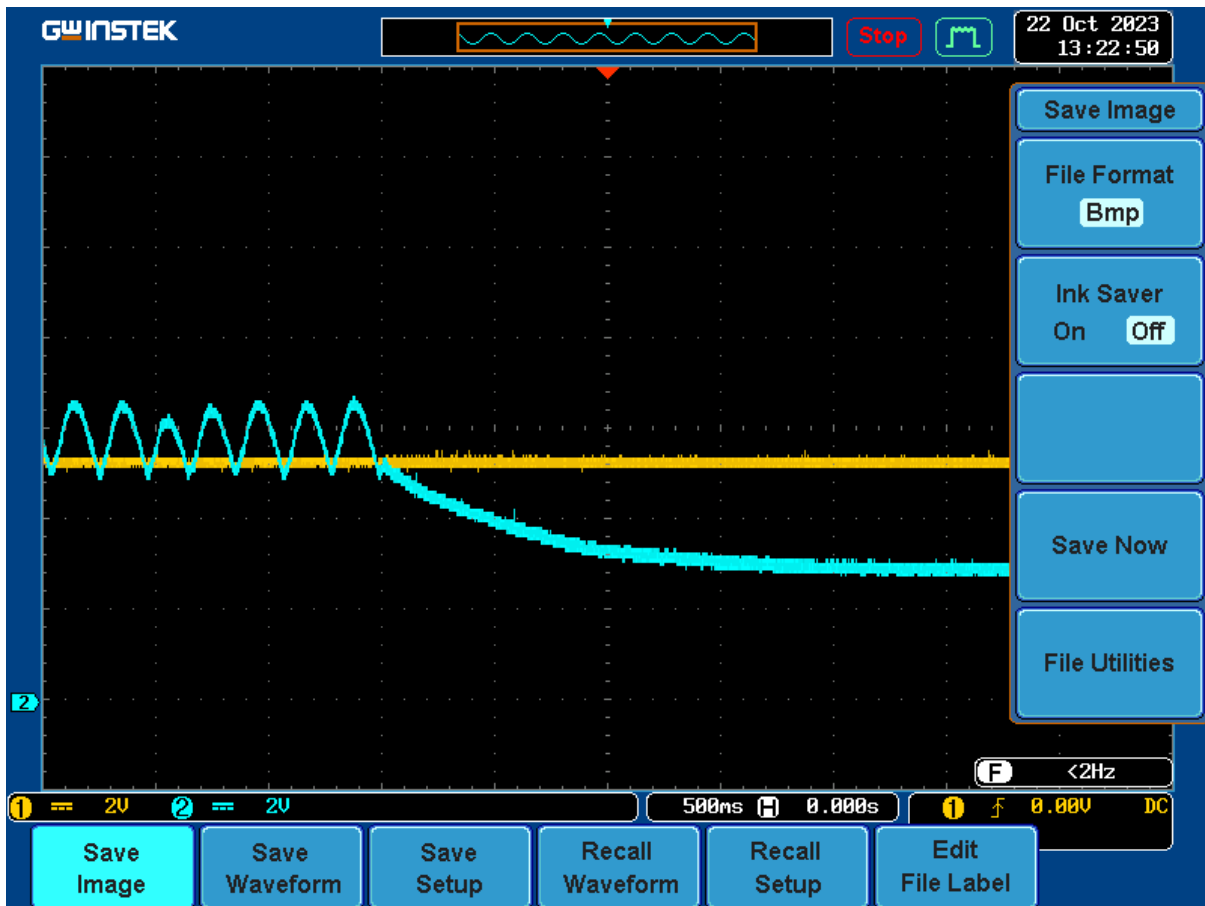 GWINSTEK
Stop
22 Oct 2023
13:22:50
Save Image
File Format
Bmp
Ink Saver
On Off
Save Now
File Utilities
2
F <2Hz
1 2V 2 2V
500ms H 0.000s
1 0.00V DC
Save Image
Save Waveform
Save Setup
Recall Waveform
Recall Setup
Edit File Label